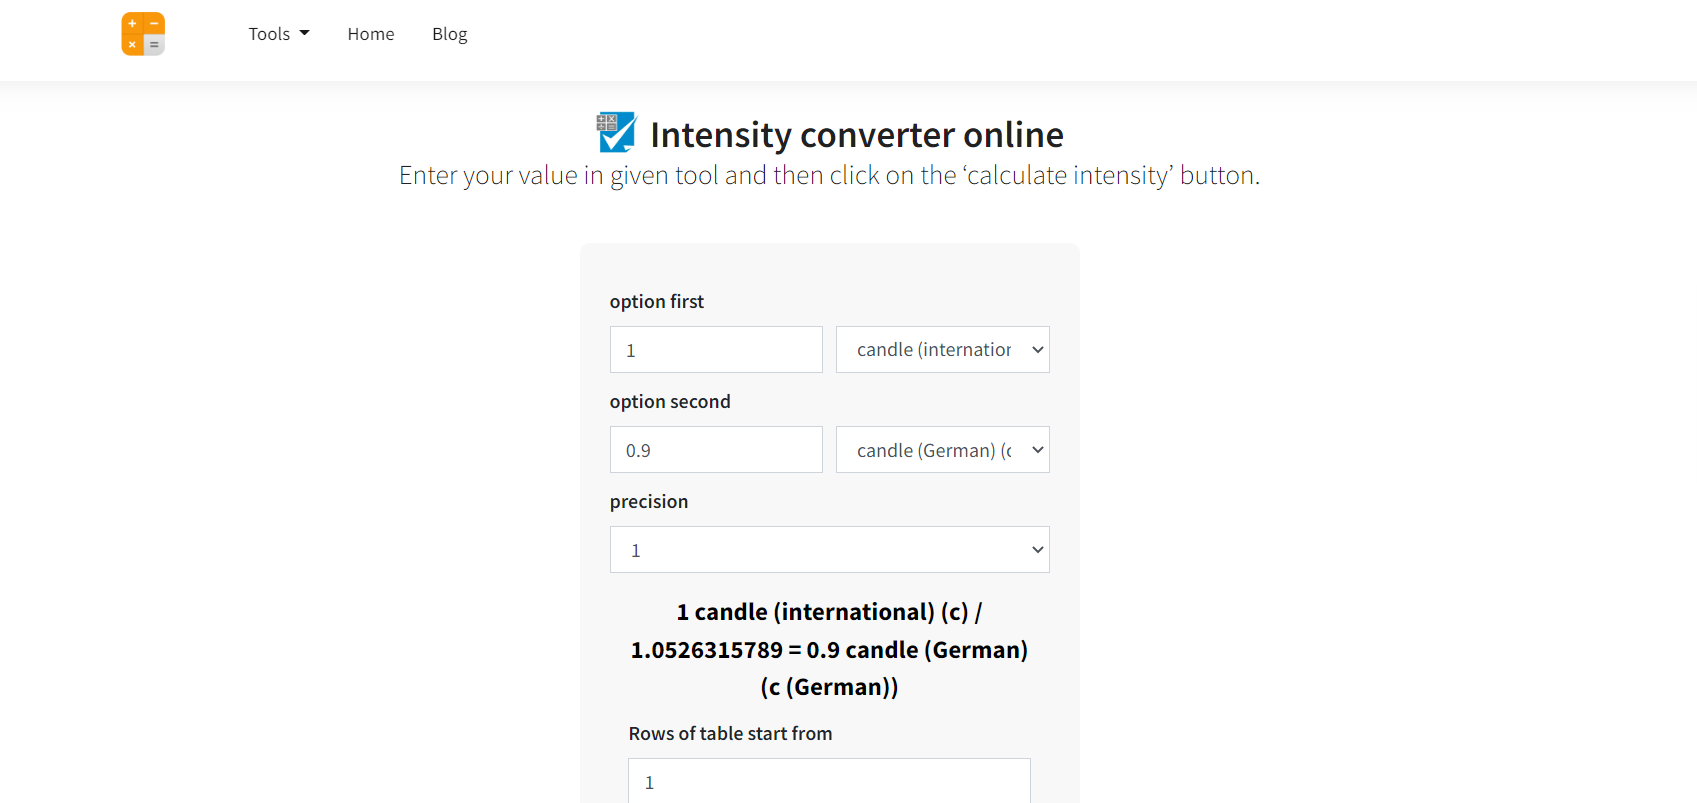 Tools Home Blog
Intensity converter online
Enter your value in given tool and then click on the ‘calculate intensity’ button.
option first
1 candle (internation
option second
0.9 candle (German) (c
precision
1
1 candle (international) (c) /
1.0526315789 = 0.9 candle (German)
(c (German))
Rows of table start from
1